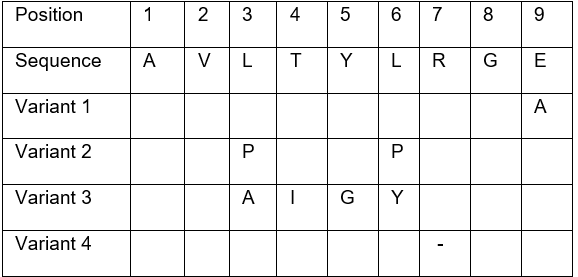 Position 1 2 3 4 5 6 7 8 9
Sequence A V L T Y L R G E
Variant 1 A
Variant 2 P P
Variant 3 A I G Y
Variant 4 -